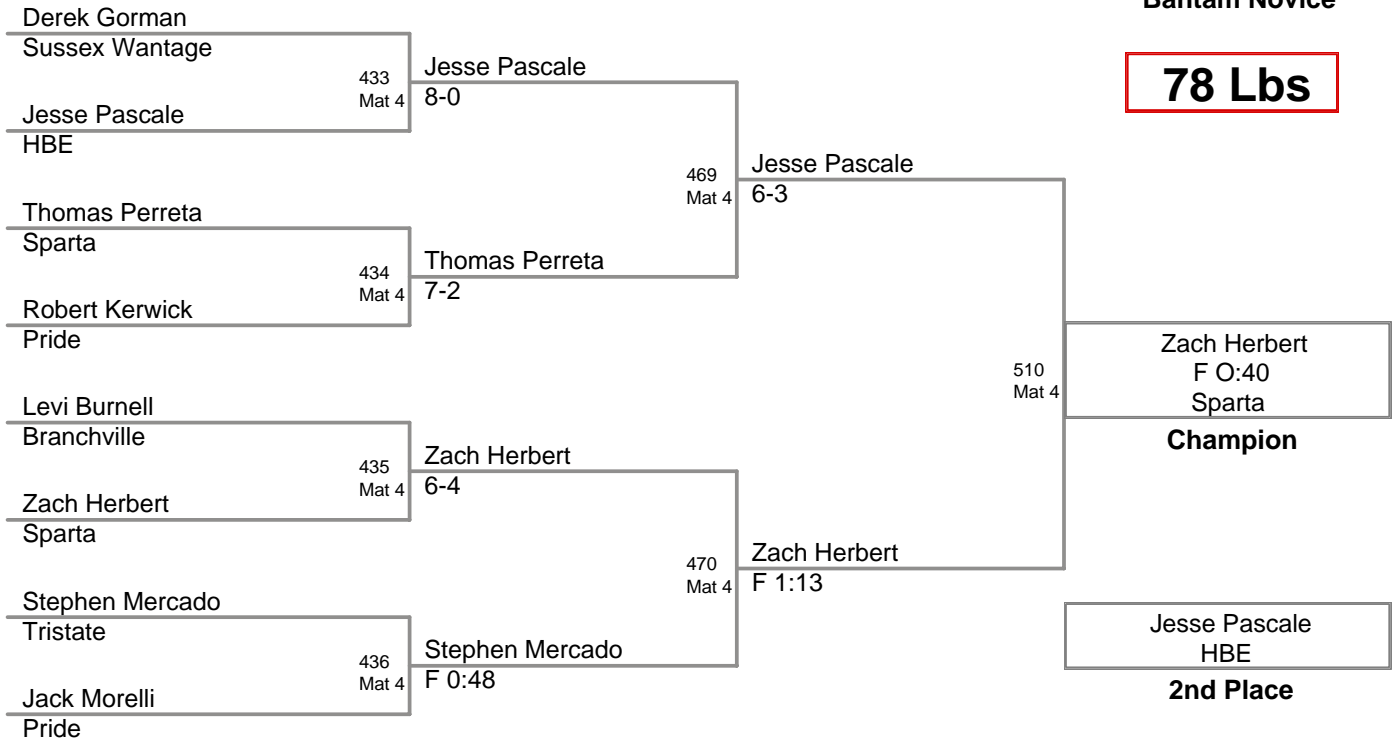 Bantam Novice
78 Lbs
Derek Gorman
Sussex Wantage
433
Mat 4
Jesse Pascale
8-0
Jesse Pascale
HBE
469
Mat 4
Jesse Pascale
6-3
Thomas Perreta
Sparta
434
Mat 4
Thomas Perreta
7-2
Robert Kerwick
Pride
510
Mat 4
Zach Herbert
F O:40
Sparta
Champion
Levi Burnell
Branchville
435
Mat 4
Zach Herbert
6-4
Zach Herbert
Sparta
470
Mat 4
Zach Herbert
F 1:13
Stephen Mercado
Tristate
436
Mat 4
Stephen Mercado
F 0:48
Jack Morelli
Pride
Jesse Pascale
HBE
2nd Place